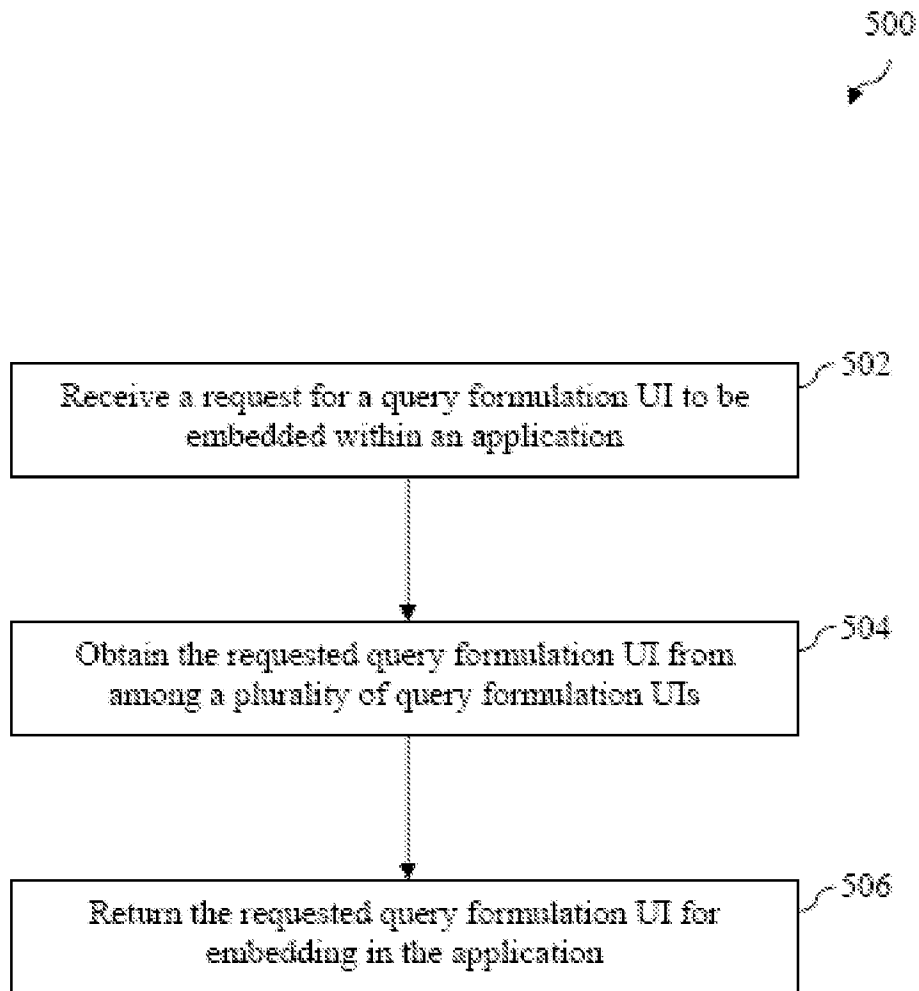 500
502
Receive a request for a query formulation UI to be
embedded within an application
504
Obtain the requested query formulation UI from
among a plurality of query formulation UIs
506
Return the requested query formulation UI for
embedding in the application